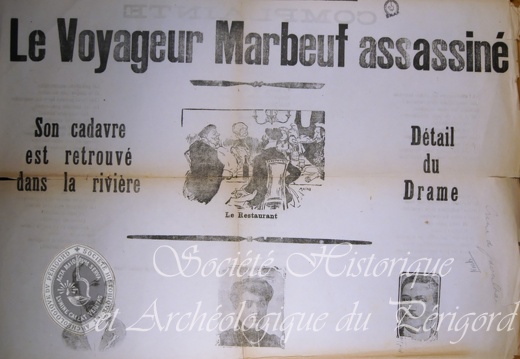 COMPLAINTE
Le Voyageur Marbeuf assassiné
Son cadavre
est retrouvé
dans la rivière
Détail
du
Drame
Le Restaurant
Société Historique
et Archéologique du Périgord